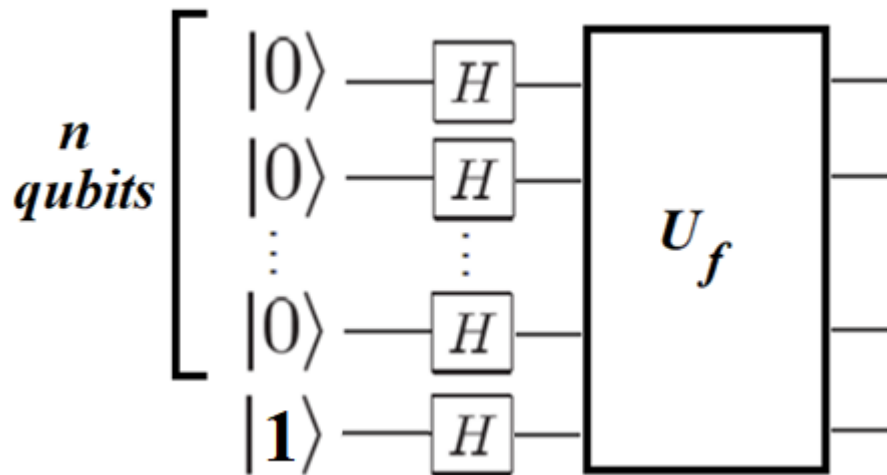 |0⟩ H
n
qubits
|0⟩ H
U_f
⋮ ⋮
|0⟩ H
|1⟩ H